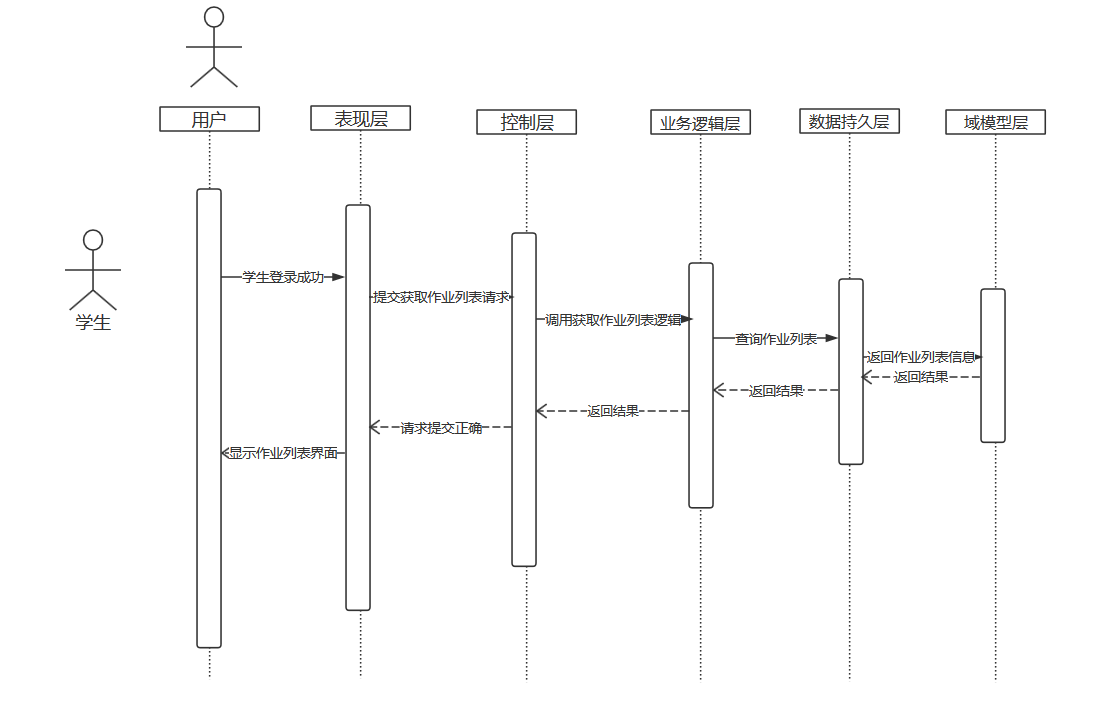 用户
表现层
控制层
业务逻辑层
数据持久层
域模型层
学生
学生登录成功
提交获取作业列表请求
调用获取作业列表逻辑
查询作业列表
返回作业列表信息
返回结果
返回结果
返回结果
请求提交正确
显示作业列表界面